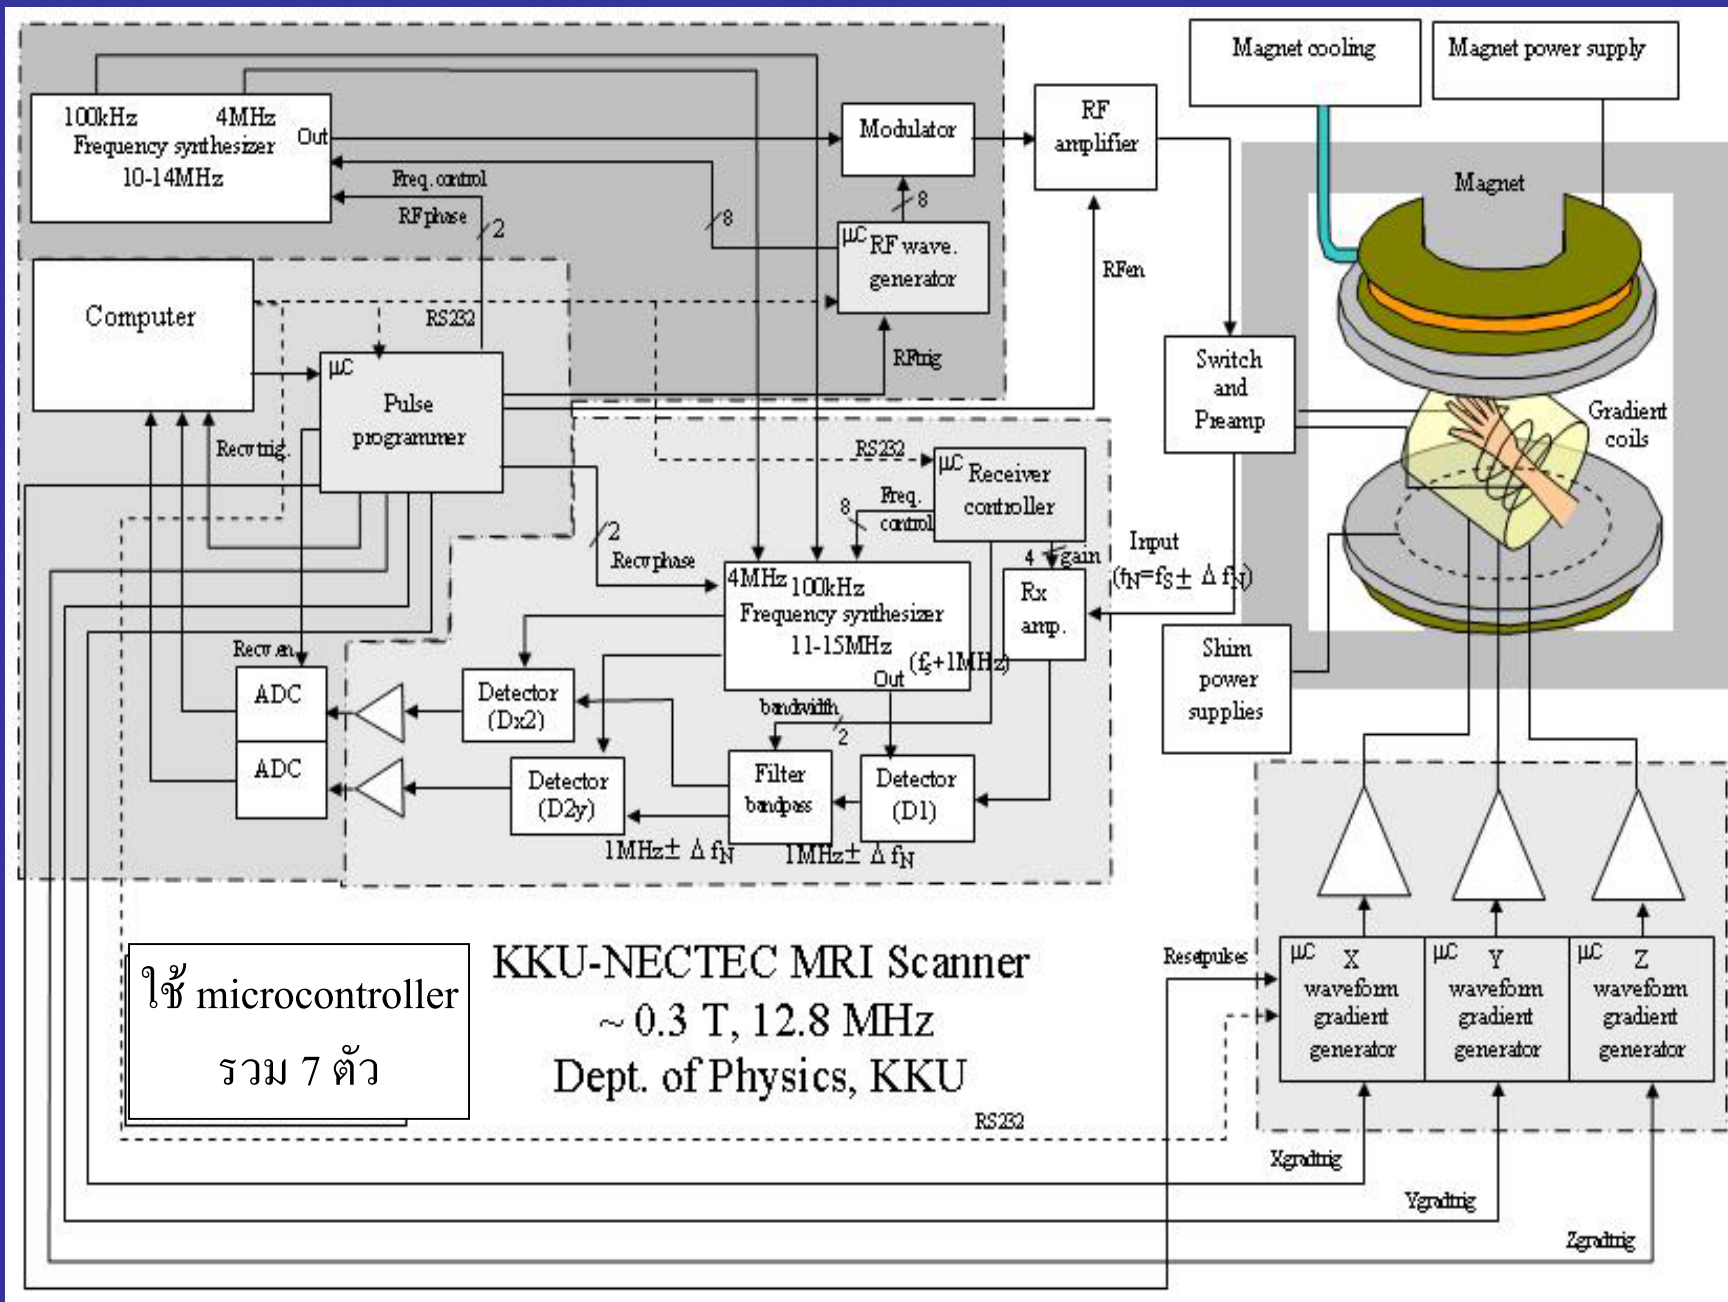 Magnet cooling
Magnet power supply
100kHz
4MHz
Out
Frequency synthesizer
10-14MHz
Modulator
RF
amplifier
Magnet
Freq. control
RFphase
2
8
8
μC
RF wave.
generator
RFen
Computer
RS232
μC
Pulse
programmer
RFtrig
Switch
and
Preamp
Gradient
coils
Recv trig.
RS232
μC
Receiver
controller
Freq.
control
8
2
Recv phase
4
gain
Input
(fN=fS± Δ fN)
4MHz
100kHz
Frequency synthesizer
11-15MHz
(fs+1MHz)
Out
Rx
amp.
Recv.en
ADC
Detector
(Dx2)
bandwidth
2
Shim
power
supplies
ADC
Detector
(D2y)
Filter
bandpass
Detector
(D1)
1MHz± Δ fN
1MHz± Δ fN
ใช้ microcontroller
รวม 7 ตัว
KKU-NECTEC MRI Scanner
~ 0.3 T, 12.8 MHz
Dept. of Physics, KKU
Resetpulses
μC
X
waveform
gradient
generator
μC
Y
waveform
gradient
generator
μC
Z
waveform
gradient
generator
RS232
Xgradtrig
Ygradtrig
Zgradtrig